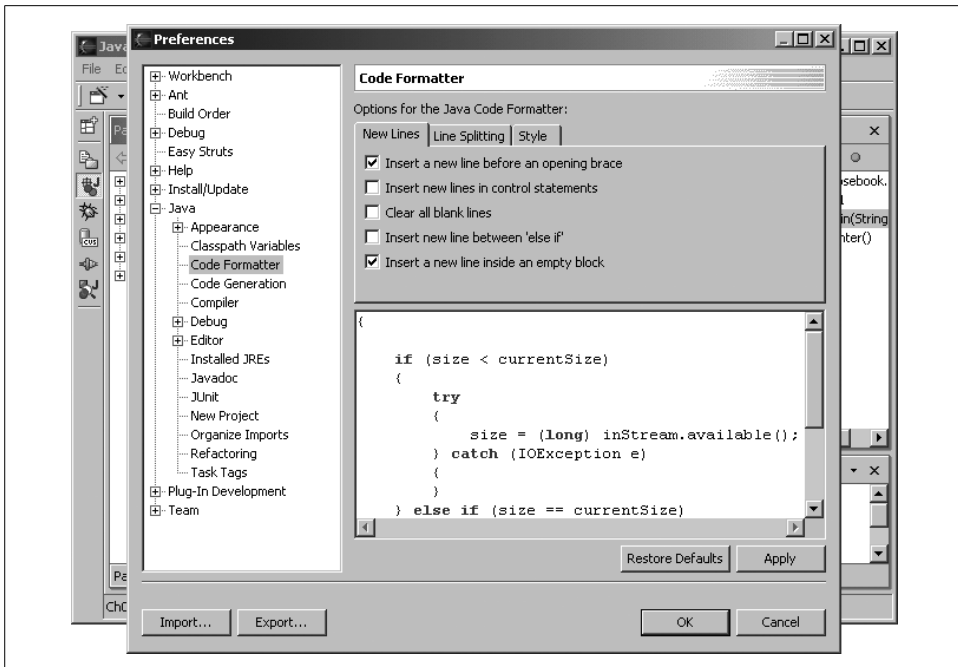 Java
Preferences
File
Workbench
Ant
Build Order
Debug
Easy Struts
Help
Install/Update
Java
Appearance
Classpath Variables
Code Formatter
Code Generation
Compiler
Debug
Editor
Installed JREs
Javadoc
JUnit
New Project
Organize Imports
Refactoring
Task Tags
Plug-In Development
Team
Code Formatter
Options for the Java Code Formatter:
New Lines Line Splitting Style
Insert a new line before an opening brace
Insert new lines in control statements
Clear all blank lines
Insert new line between 'else if'
Insert a new line inside an empty block
{
if (size < currentSize)
{
try
{
size = (long) inStream.available();
} catch (IOException e)
{
}
} else if (size == currentSize)
Restore Defaults Apply
Import... Export... OK Cancel
osebook.
in(String
nter()
cvs